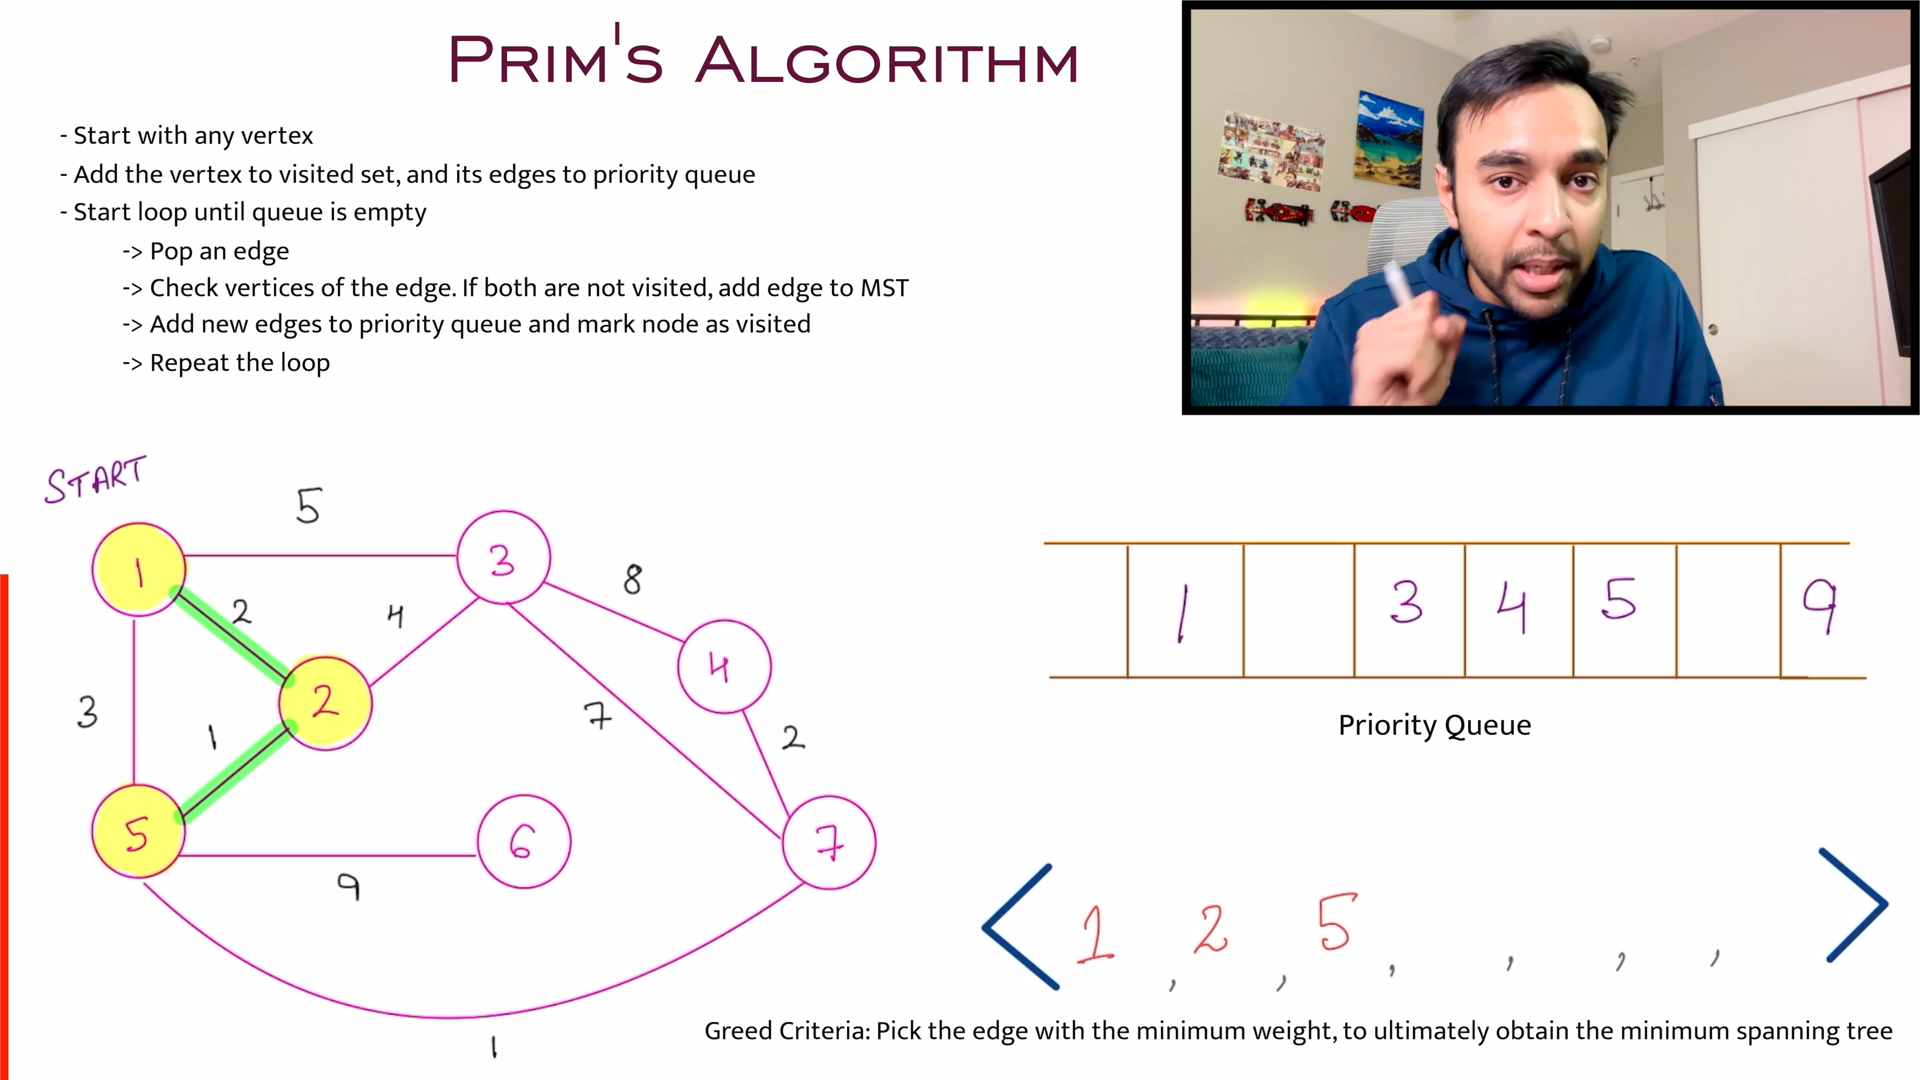 PRIM'S ALGORITHM
- Start with any vertex
- Add the vertex to visited set, and its edges to priority queue
- Start loop until queue is empty
-> Pop an edge
-> Check vertices of the edge. If both are not visited, add edge to MST
-> Add new edges to priority queue and mark node as visited
-> Repeat the loop
START
5
1
3
8
2
4
4
3
2
7
2
1
5
6
7
9
1
1 3 4 5 9
Priority Queue
< 1 , 2 , 5 , , , , >
Greed Criteria: Pick the edge with the minimum weight, to ultimately obtain the minimum spanning tree